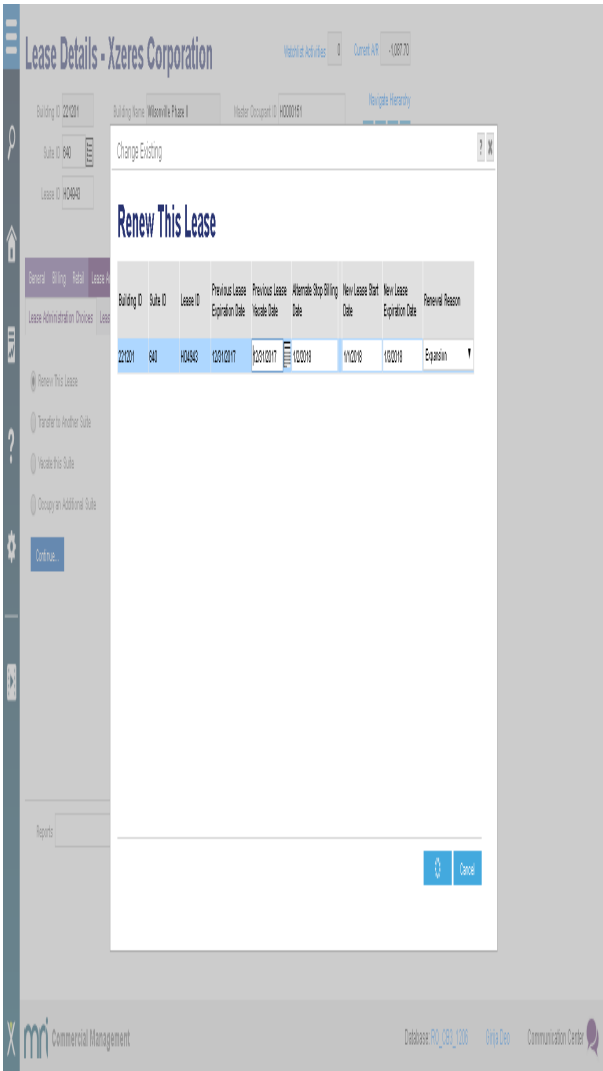 Lease Details - Xzeres Corporation
Watchlist Activities 0 Current A/R -1,087.70
Building ID 221201 Building Name Wilsonville Phase II Master Occupant ID H0000151 Navigate Hierarchy
Suite ID 640
Lease ID H04943
Change Existing ? X
Renew This Lease
Building ID Suite ID Lease ID Previous Lease Expiration Date Previous Lease Vacate Date Alternate Stop Billing Date New Lease Start Date New Lease Expiration Date Renewal Reason
221201 640 H04943 12/31/2017 12/31/2017 1/2/2018 1/1/2018 Expansion
General Billing Retail Lease
Lease Administration Choices
Renew This Lease
Transfer to Another Suite
Vacate this Suite
Occupy an Additional Suite
Continue...
Reports
Cancel
mri Commercial Management Database: RO_CB3_1206 Girija Deo Communication Center